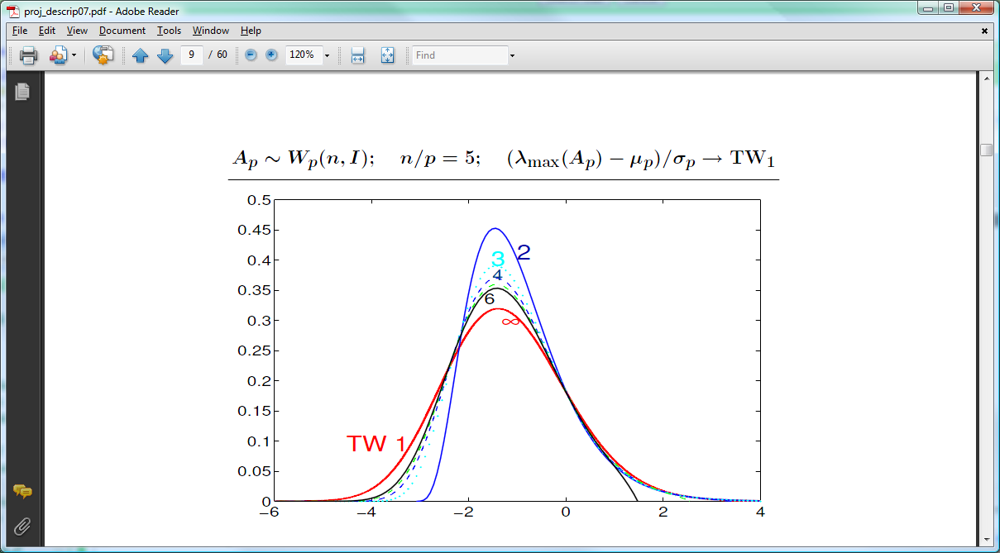 proj_descrip07.pdf - Adobe Reader
File Edit View Document Tools Window Help
9 / 60 120% Find
A_p ∼ W_p(n, I); n/p = 5; (λ_max(A_p) − μ_p)/σ_p → TW_1
0.5
0.45
0.4
0.35
0.3
0.25
0.2
0.15
0.1
0.05
0
2
3
4
6
∞
TW 1
−6 −4 −2 0 2 4